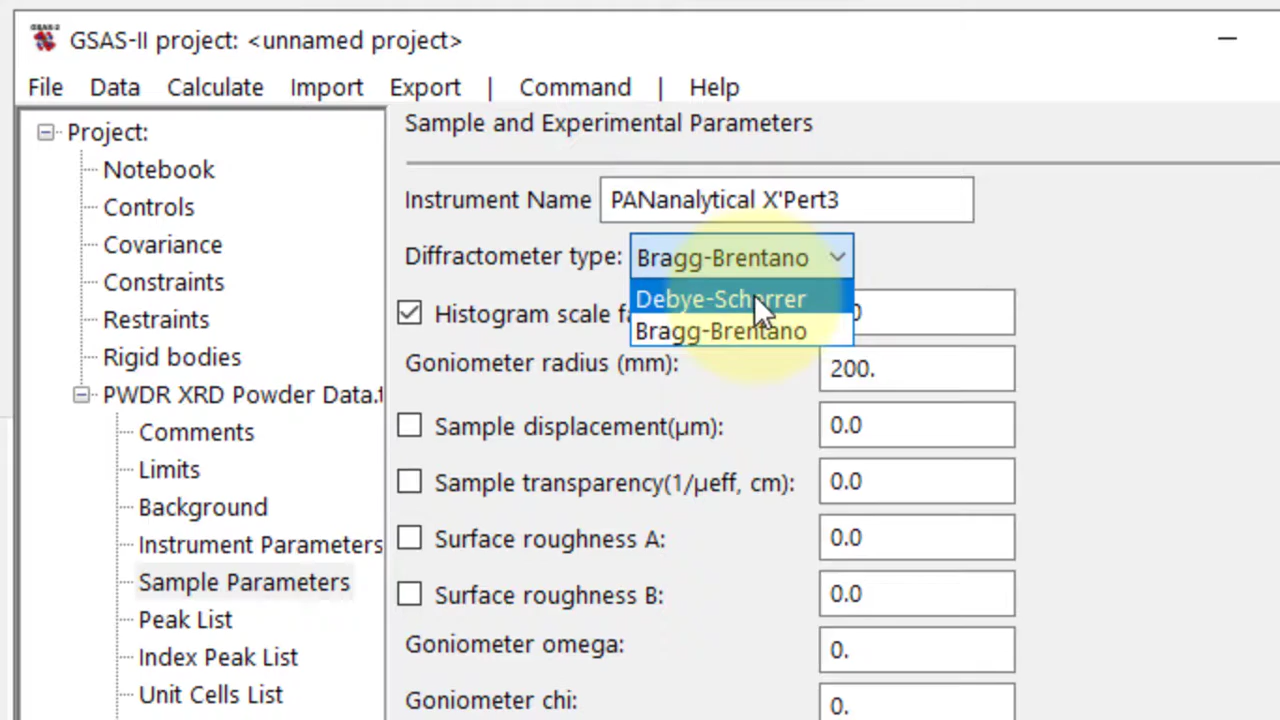 GSAS-II project: <unnamed project>
File Data Calculate Import Export | Command | Help
Project:
Notebook
Controls
Covariance
Constraints
Restraints
Rigid bodies
PWDR XRD Powder Data.t
Comments
Limits
Background
Instrument Parameters
Sample Parameters
Peak List
Index Peak List
Unit Cells List
Sample and Experimental Parameters
Instrument Name PANanalytical X'Pert3
Diffractometer type: Bragg-Brentano
Debye-Scherrer
Bragg-Brentano
Histogram scale
Goniometer radius (mm): 200.
Sample displacement(μm): 0.0
Sample transparency(1/μeff, cm): 0.0
Surface roughness A: 0.0
Surface roughness B: 0.0
Goniometer omega: 0.
Goniometer chi: 0.